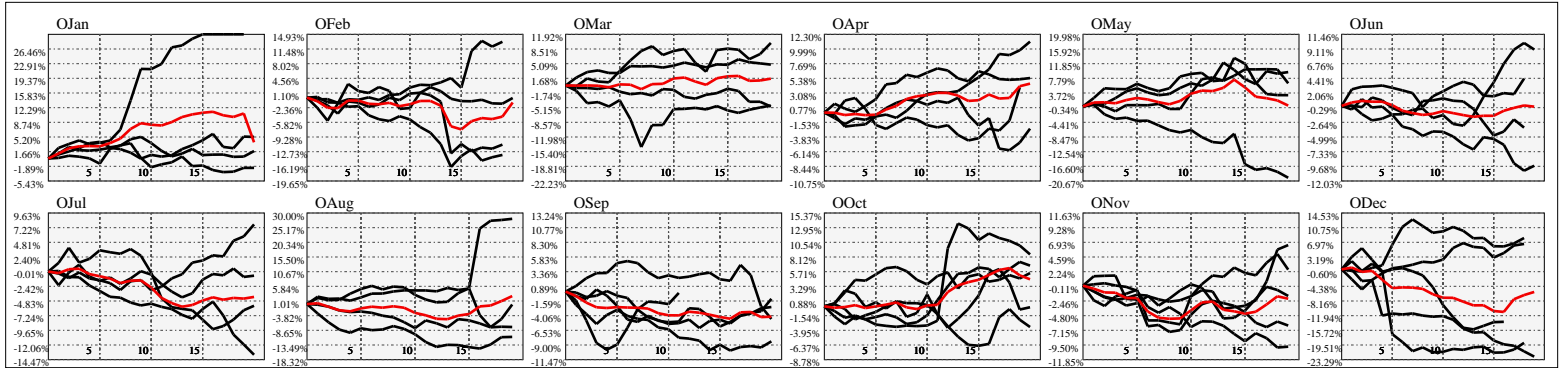 OJan OFeb OMar OApr OMay OJun
26.46% 14.93% 11.92% 12.30% 19.98% 11.46%
22.91% 11.48% 8.51% 9.99% 15.92% 9.11%
19.37% 8.02% 5.09% 7.69% 11.85% 6.76%
15.83% 4.56% 1.68% 5.38% 7.79% 4.41%
12.29% 1.10% -1.74% 3.08% 3.72% 2.06%
8.74% -2.36% -5.15% 0.77% -0.34% -0.29%
5.20% -5.82% -8.57% -1.53% -4.41% -2.64%
1.66% -9.28% -11.98% -3.83% -8.47% -4.99%
-1.89% -12.73% -15.40% -6.14% -12.54% -7.33%
-5.43% -16.19% -18.81% -8.44% -16.60% -9.68%
-19.65% -22.23% -10.75% -20.67% -12.03%
5 10 15 5 10 15 5 10 15 5 10 15 5 10 15 5 10 15
OJul OAug OSep OOct ONov ODec
9.63% 30.00% 13.24% 15.37% 11.63% 14.53%
7.22% 25.17% 10.77% 12.95% 9.28% 10.75%
4.81% 20.34% 8.30% 10.54% 6.93% 6.97%
2.40% 15.50% 5.83% 8.12% 4.59% 3.19%
-0.01% 10.67% 3.36% 5.71% 2.24% -0.60%
-2.42% 5.84% 0.89% 3.29% -0.11% -4.38%
-4.83% 1.01% -1.59% 0.88% -2.46% -8.16%
-7.24% -3.82% -4.06% -1.54% -4.80% -11.94%
-9.65% -8.65% -6.53% -3.95% -7.15% -15.72%
-12.06% -13.49% -9.00% -6.37% -9.50% -19.51%
-14.47% -18.32% -11.47% -8.78% -11.85% -23.29%
5 10 15 5 10 15 5 10 15 5 10 15 5 10 15 5 10 15